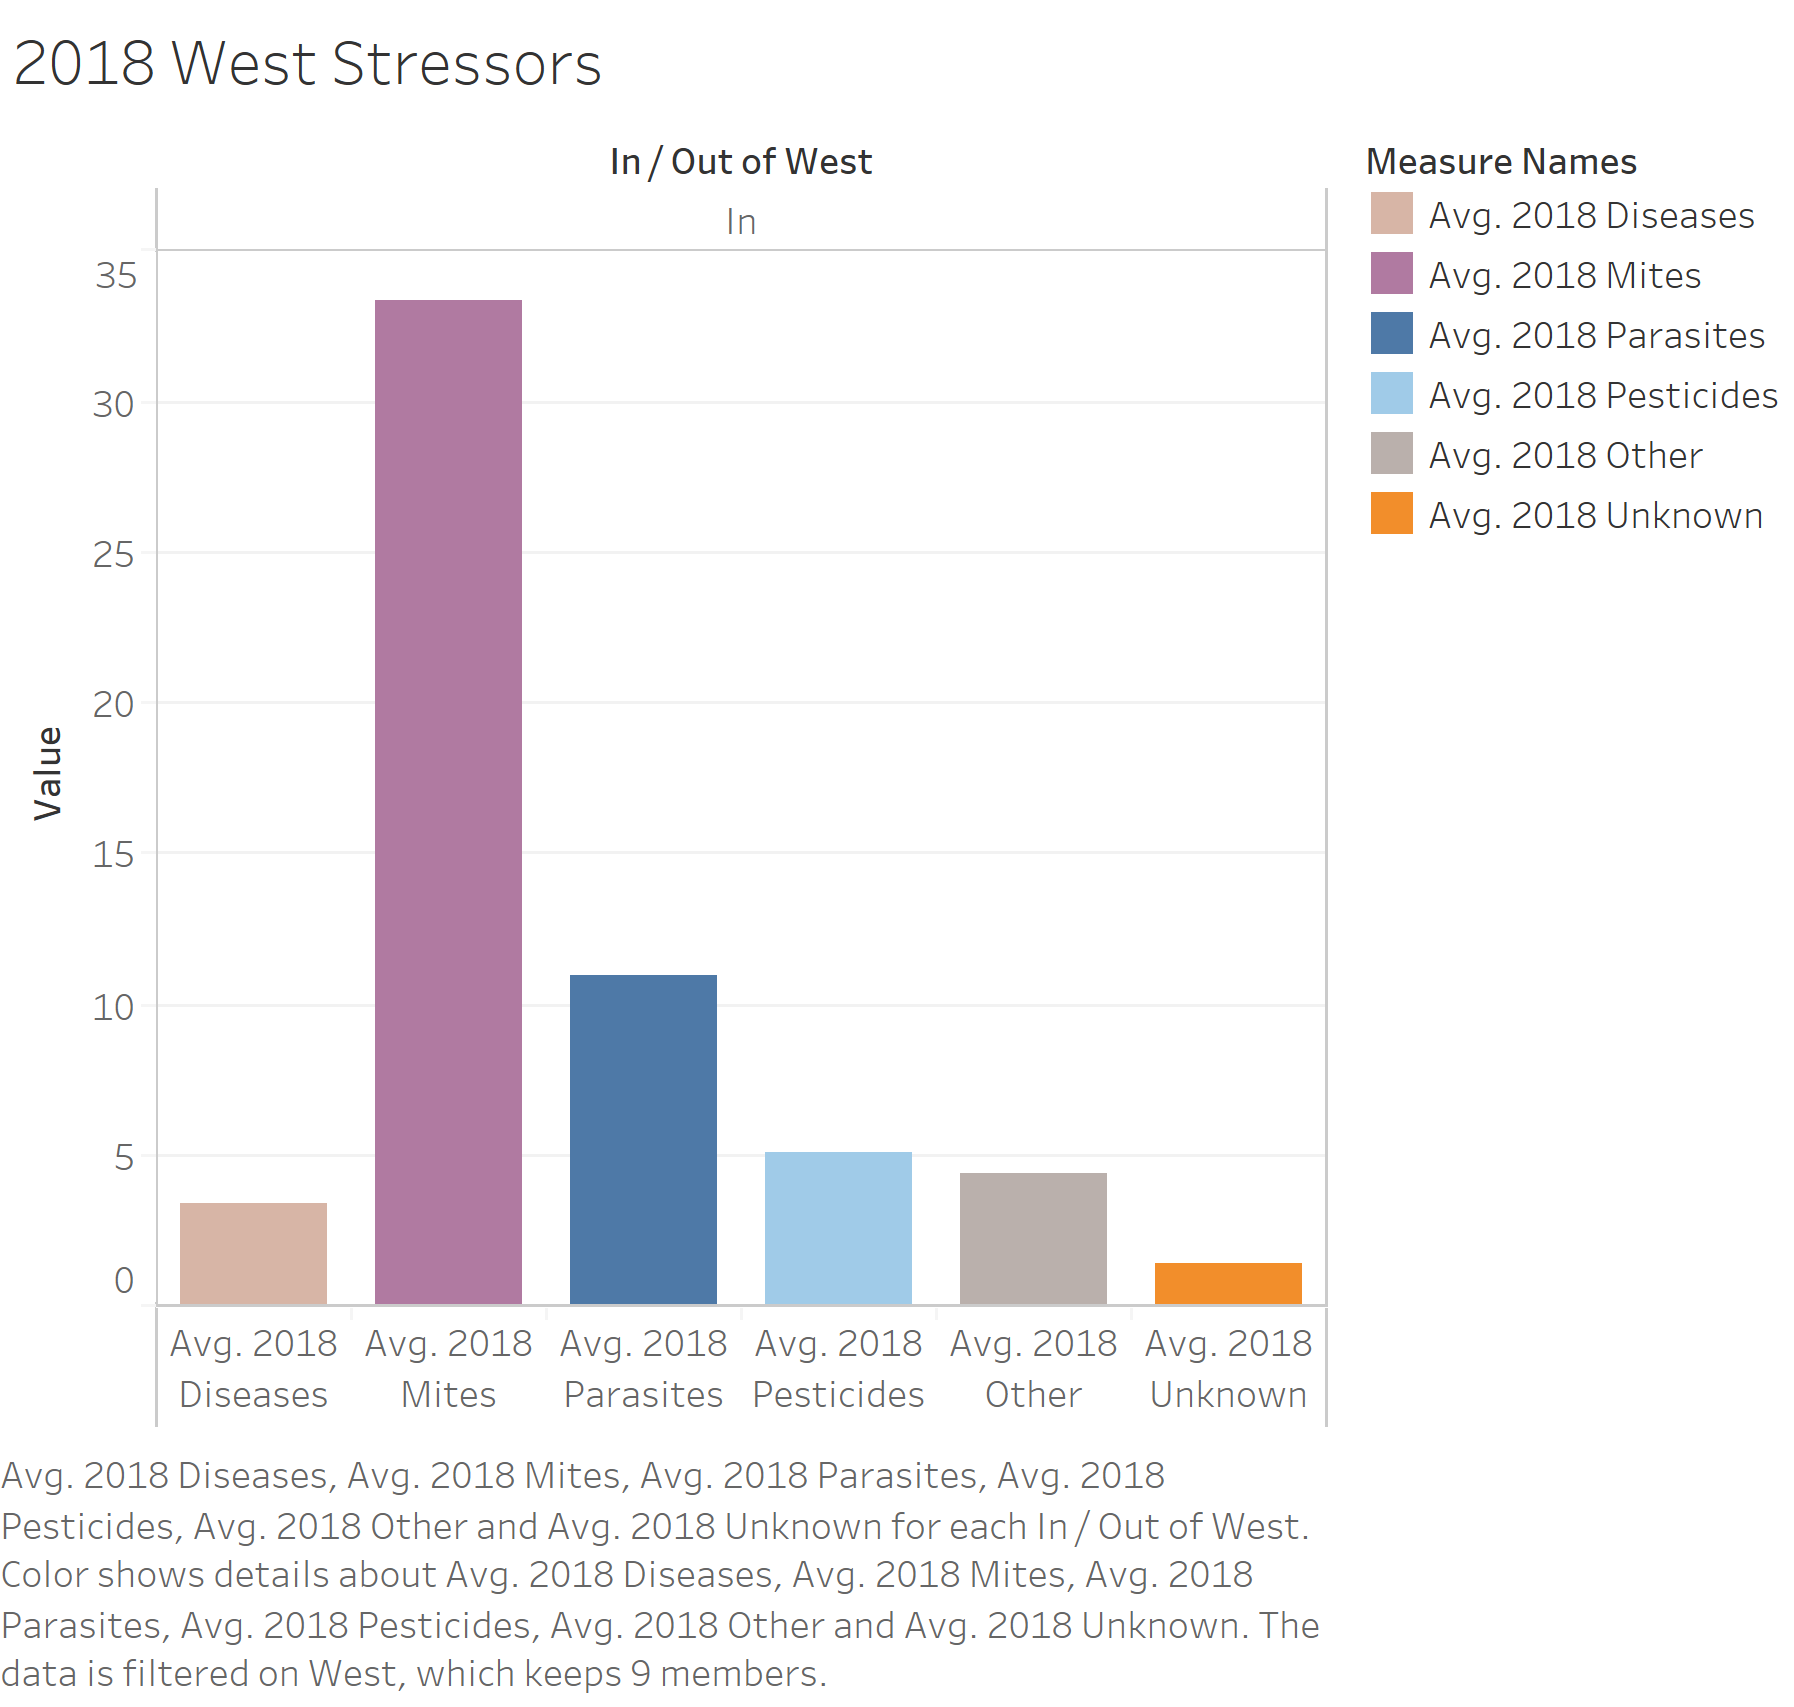 2018 West Stressors
In / Out of West
In
Measure Names
Avg. 2018 Diseases
Avg. 2018 Mites
Avg. 2018 Parasites
Avg. 2018 Pesticides
Avg. 2018 Other
Avg. 2018 Unknown
Value
35
30
25
20
15
10
5
0
Avg. 2018
Diseases
Avg. 2018
Mites
Avg. 2018
Parasites
Avg. 2018
Pesticides
Avg. 2018
Other
Avg. 2018
Unknown
Avg. 2018 Diseases, Avg. 2018 Mites, Avg. 2018 Parasites, Avg. 2018
Pesticides, Avg. 2018 Other and Avg. 2018 Unknown for each In / Out of West.
Color shows details about Avg. 2018 Diseases, Avg. 2018 Mites, Avg. 2018
Parasites, Avg. 2018 Pesticides, Avg. 2018 Other and Avg. 2018 Unknown. The
data is filtered on West, which keeps 9 members.